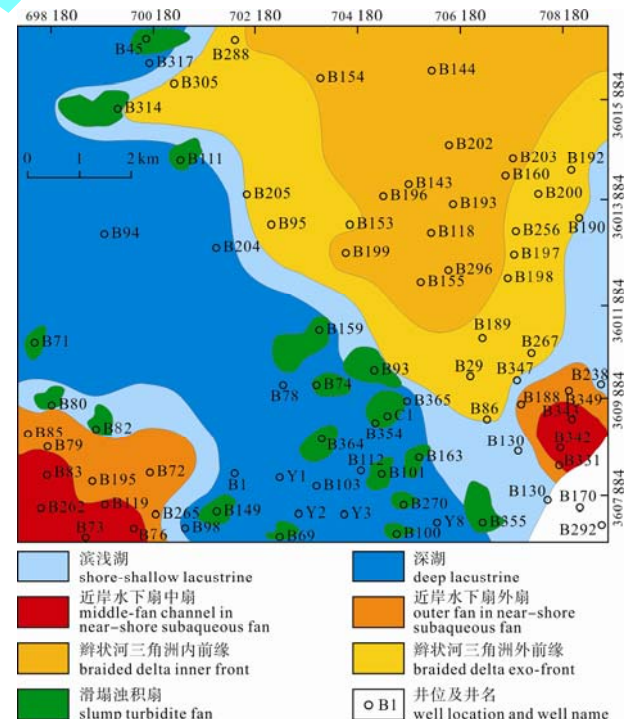 698 180 700 180 702 180 704 180 706 180 708 180
B45
B288
B317
B154
B144
B305
36015 884
B314
B202
0 2 km
B111
B203
B192
B160
B143
B196
B205
B200
B193
36013 884
B190
B95
B153
B118
B256
B94
B204
B199
B197
B296
B198
B155
36011 884
B159
B189
B71
B267
B93
B29
B347
B238
B78
B74
B188
B349
36009 884
B80
B365
C1
B343
B82
B354
B86
B85
B79
B364
B130
B342
B112
B163
B331
B83
B195
B72
B1
Y1
B101
B103
B130
B170
3607 884
B262
B119
B265
B149
Y2
Y3
B270
B73
B76
B98
B69
B100
Y8
B355
B292
滨浅湖
shore-shallow lacustrine
深湖
deep lacustrine
近岸水下扇中扇
middle-fan channel in
near-shore subaqueous fan
近岸水下扇外扇
outer fan in near-shore
subaqueous fan
辫状河三角洲内前缘
braided delta inner front
辫状河三角洲外前缘
braided delta exo-front
滑塌浊积扇
slump turbidite fan
B1
井位及井名
well location and well name